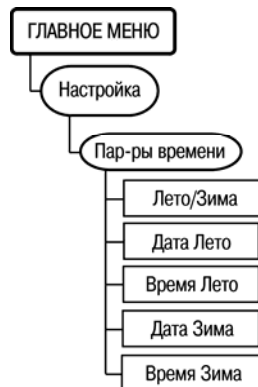 ГЛАВНОЕ МЕНЮ
Настройка
Пар-ры времени
Лето/Зима
Дата Лето
Время Лето
Дата Зима
Время Зима